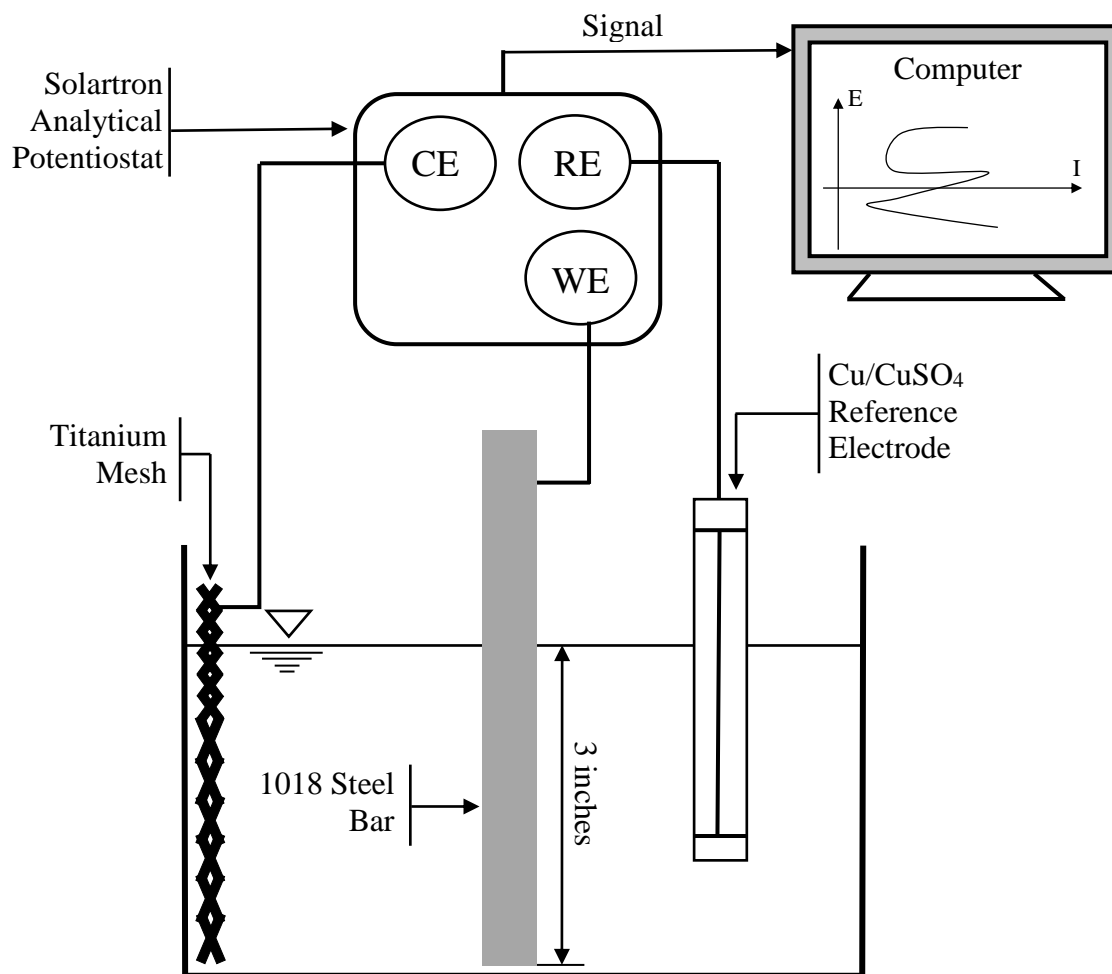 Signal
Solartron
Analytical
Potentiostat
CE
RE
WE
Computer
E
I
Cu/CuSO₄
Reference
Electrode
Titanium
Mesh
1018 Steel
Bar
3 inches